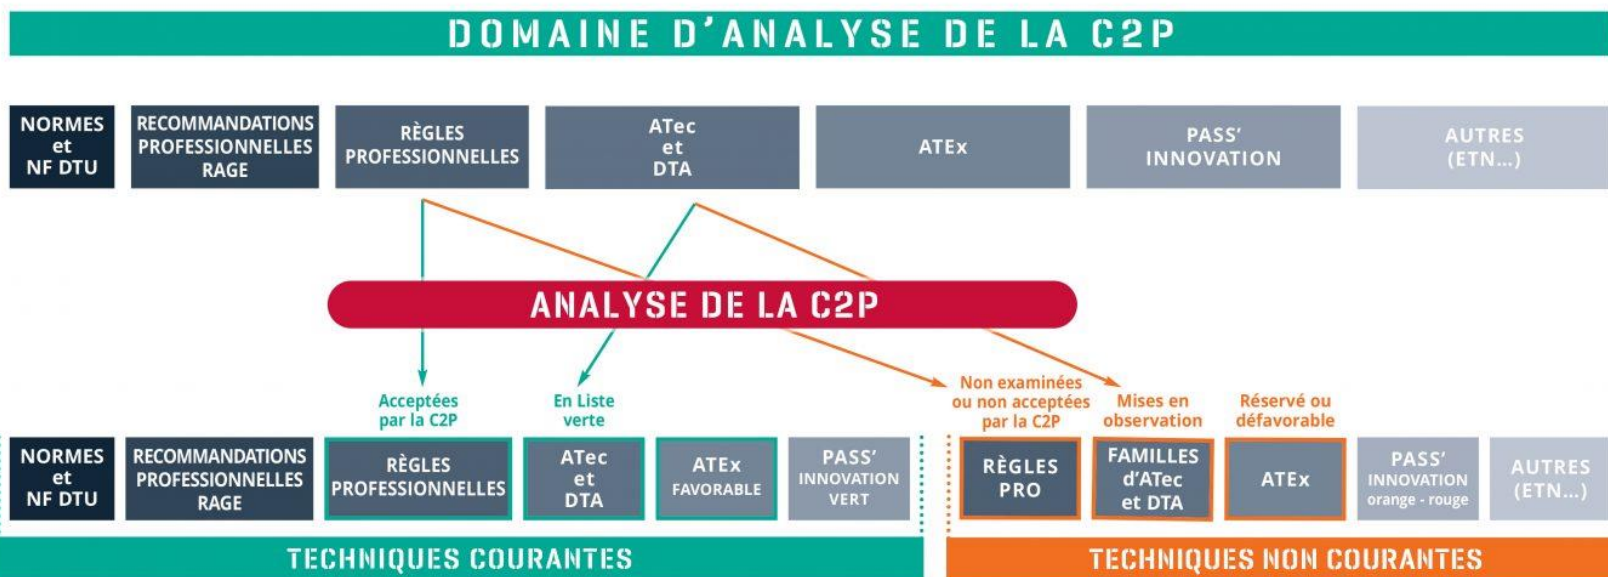 DOMAINE D'ANALYSE DE LA C2P
NORMES
et
NF DTU
RECOMMANDATIONS
PROFESSIONNELLES
RAGE
RÈGLES
PROFESSIONNELLES
ATec
et
DTA
ATEx
PASS'
INNOVATION
AUTRES
(ETN...)
ANALYSE DE LA C2P
Acceptées
par la C2P
En Liste
verte
Non examinées
ou non acceptées
par la C2P
Mises en
observation
Réservé ou
défavorable
NORMES
et
NF DTU
RECOMMANDATIONS
PROFESSIONNELLES
RAGE
RÈGLES
PROFESSIONNELLES
ATec
et
DTA
ATEx
FAVORABLE
PASS'
INNOVATION
VERT
RÈGLES
PRO
FAMILLES
d'ATec
et DTA
ATEx
PASS'
INNOVATION
orange - rouge
AUTRES
(ETN...)
TECHNIQUES COURANTES
TECHNIQUES NON COURANTES